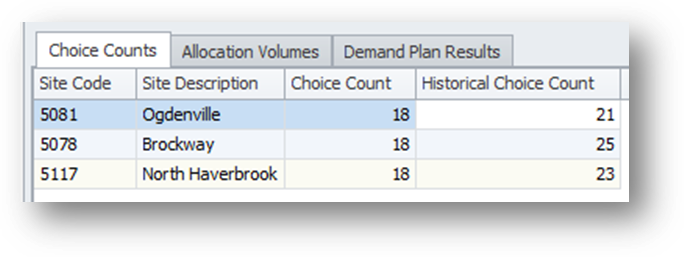 Choice Counts Allocation Volumes Demand Plan Results
Site Code Site Description Choice Count Historical Choice Count
5081 Ogdenville 18 21
5078 Brockway 18 25
5117 North Haverbrook 18 23